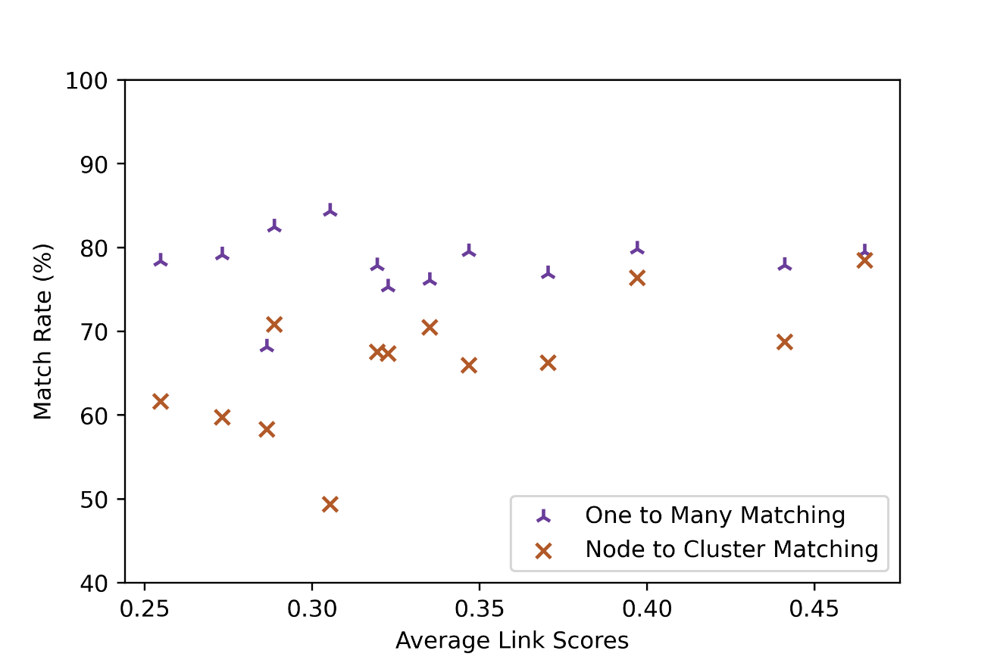 100
90
80
70
60
50
40
Match Rate (%)
0.25 0.30 0.35 0.40 0.45
Average Link Scores
One to Many Matching
Node to Cluster Matching